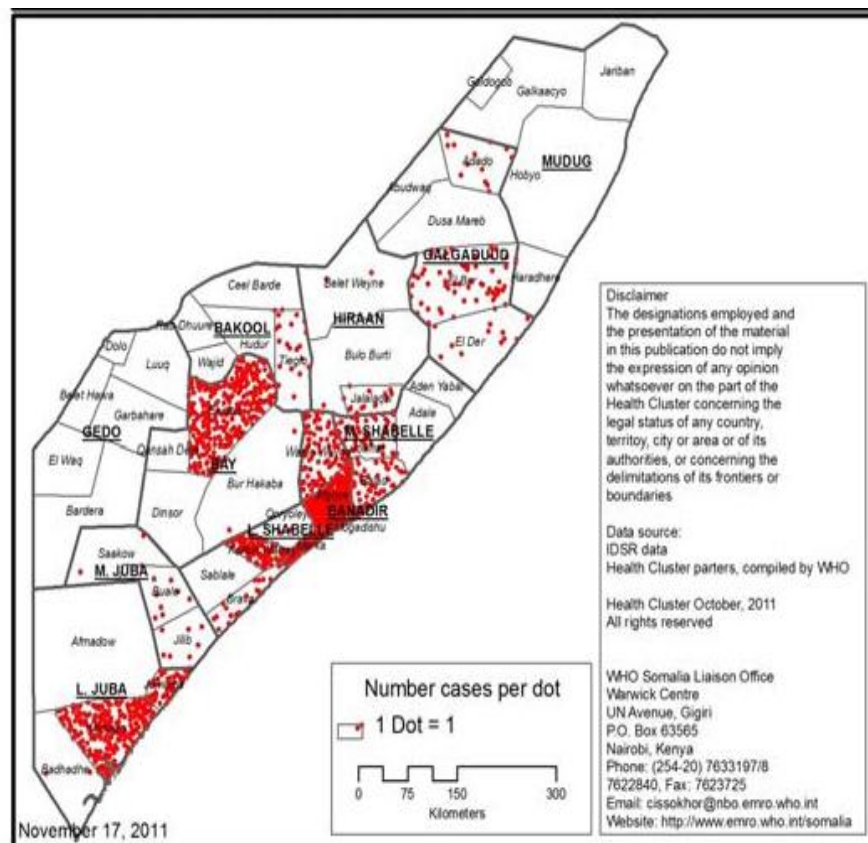 Galdogob
Galkaacyo
Jariban
Adado
Hobyo
MUDUG
Abudwaq
Dusa Mareb
GALGADUUD
El Bur
Haradhere
El Der
Ceel Barde
Belet Weyne
HIRAAN
Rab Dhuure
BAKOOL
Hudur
Tieglo
Bulo Burti
Dolo
Luuq
Wajid
Jalalaqsi
Aden Yabal
Adale
Belet Hawa
Garbahare
GEDO
M. SHABELLE
El Waq
Qansah Dere
BAY
Bur Hakaba
BANADIR
Mogadishu
Bardera
Dinsor
L. SHABELLE
Saakow
M. JUBA
Sablale
Buale
Brava
Jilib
Afmadow
L. JUBA
Badhadhe
November 17, 2011
Number cases per dot
1 Dot = 1
0 75 150 300
Kilometers
Disclaimer
The designations employed and
the presentation of the material
in this publication do not imply
the expression of any opinion
whatsoever on the part of the
Health Cluster concerning the
legal status of any country,
territoy, city or area or of its
authorities, or concerning the
delimitations of its frontiers or
boundaries
Data source:
IDSR data
Health Cluster parters, compiled by WHO
Health Cluster October, 2011
All rights reserved
WHO Somalia Liaison Office
Warwick Centre
UN Avenue, Gigiri
P.O. Box 63565
Nairobi, Kenya
Phone: (254-20) 7633197/8
7622840, Fax: 7623725
Email: cissokhor@nbo.emro.who.int
Website: http://www.emro.who.int/somalia